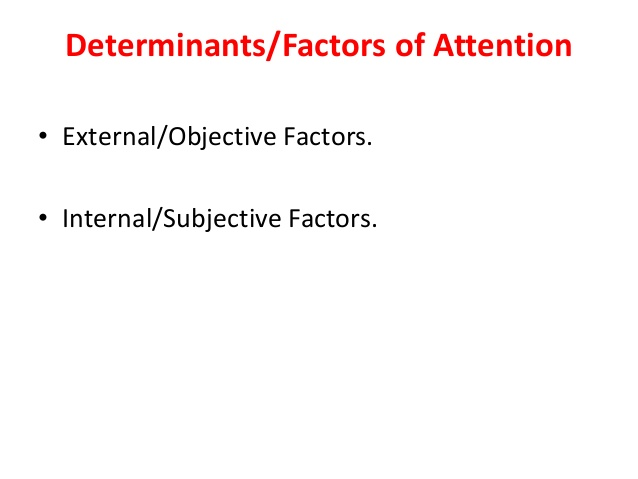 Determinants/Factors of Attention
• External/Objective Factors.
• Internal/Subjective Factors.